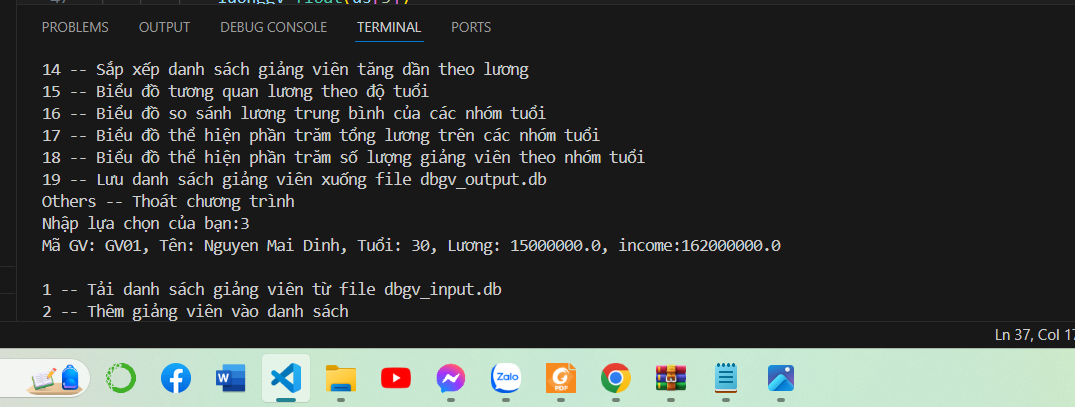 PROBLEMS OUTPUT DEBUG CONSOLE TERMINAL PORTS
14 -- Sắp xếp danh sách giảng viên tăng dần theo lương
15 -- Biểu đồ tương quan lương theo độ tuổi
16 -- Biểu đồ so sánh lương trung bình của các nhóm tuổi
17 -- Biểu đồ thể hiện phần trăm tổng lương trên các nhóm tuổi
18 -- Biểu đồ thể hiện phần trăm số lượng giảng viên theo nhóm tuổi
19 -- Lưu danh sách giảng viên xuống file dbgv_output.db
Others -- Thoát chương trình
Nhập lựa chọn của bạn:3
Mã GV: GV01, Tên: Nguyen Mai Dinh, Tuổi: 30, Lương: 15000000.0, income:162000000.0
1 -- Tải danh sách giảng viên từ file dbgv_input.db
2 -- Thêm giảng viên vào danh sách
Ln 37, Col 17
Zalo
PDF